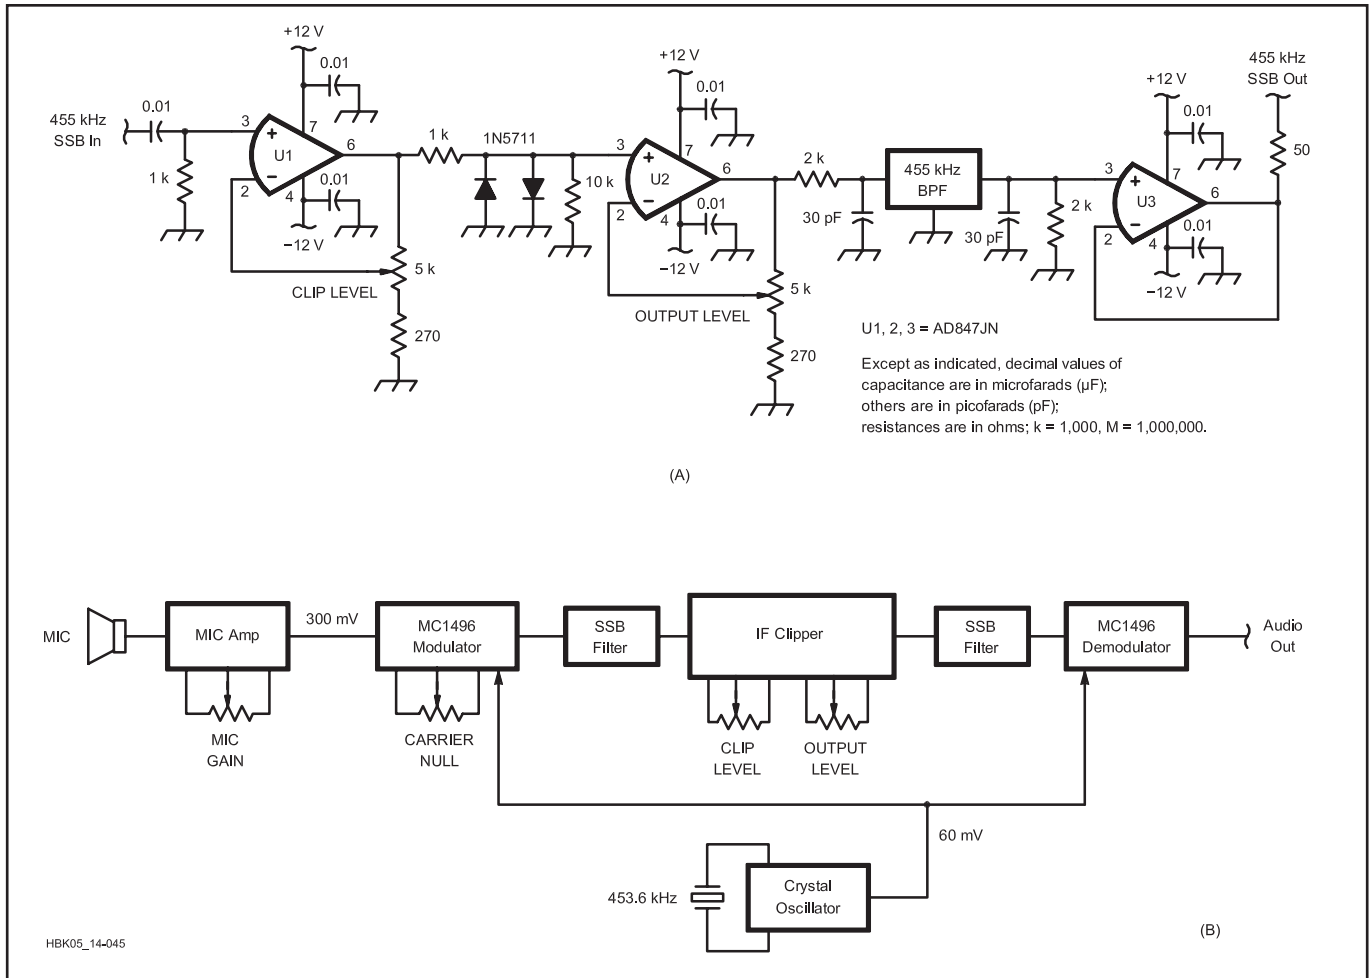 +12 V
0.01
455 kHz
SSB In
0.01
3
+
7
U1
6
1 k
−
2
4
0.01
−12 V
5 k
CLIP LEVEL
270
1 k
1N5711
10 k
+12 V
0.01
3
+
7
U2
6
−
2
4
0.01
−12 V
5 k
OUTPUT LEVEL
270
2 k
30 pF
455 kHz
BPF
30 pF
2 k
+12 V
0.01
3
+
7
U3
6
−
2
4
0.01
−12 V
455 kHz
SSB Out
50
U1, 2, 3 = AD847JN
Except as indicated, decimal values of
capacitance are in microfarads (µF);
others are in picofarads (pF);
resistances are in ohms; k = 1,000, M = 1,000,000.
(A)
MIC
MIC Amp
MIC
GAIN
300 mV
MC1496
Modulator
CARRIER
NULL
SSB
Filter
IF Clipper
CLIP
LEVEL
OUTPUT
LEVEL
SSB
Filter
MC1496
Demodulator
Audio
Out
60 mV
453.6 kHz
Crystal
Oscillator
(B)
HBK05_14-045